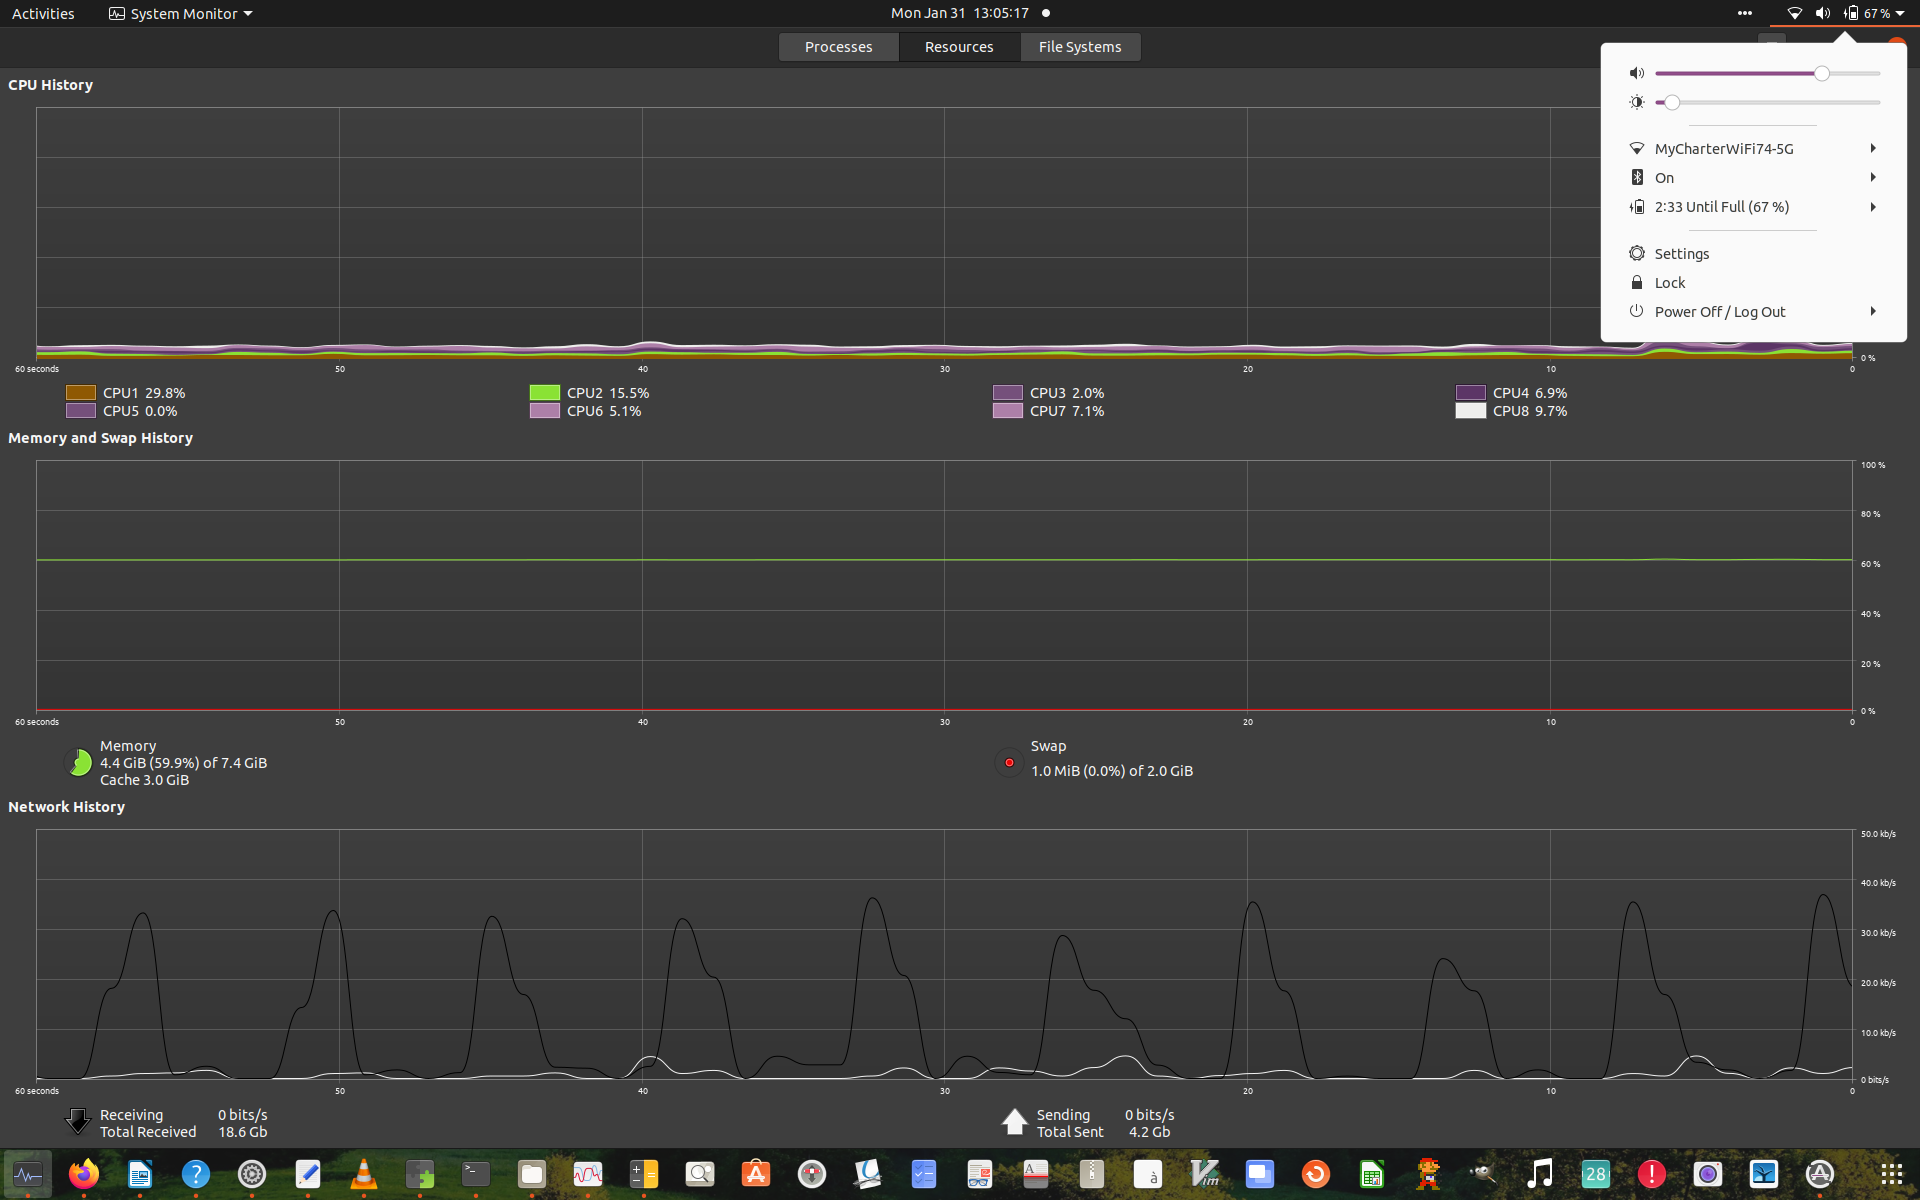 Activities
System Monitor
Mon Jan 31 13:05:17
67 %
Processes
Resources
File Systems
CPU History
MyCharterWiFi74-5G
On
2:33 Until Full (67 %)
Settings
Lock
Power Off / Log Out
0 %
60 seconds 50 40 30 20 10 0
CPU1 29.8% CPU2 15.5% CPU3 2.0% CPU4 6.9%
CPU5 0.0% CPU6 5.1% CPU7 7.1% CPU8 9.7%
Memory and Swap History
100 %
80 %
60 %
40 %
20 %
0 %
60 seconds 50 40 30 20 10 0
Memory
4.4 GiB (59.9%) of 7.4 GiB
Cache 3.0 GiB
Swap
1.0 MiB (0.0%) of 2.0 GiB
Network History
50.0 kb/s
40.0 kb/s
30.0 kb/s
20.0 kb/s
10.0 kb/s
0 bits/s
60 seconds 50 40 30 20 10 0
Receiving 0 bits/s
Total Received 18.6 Gb
Sending 0 bits/s
Total Sent 4.2 Gb
?
>_
A
à
Vim
28
!
A